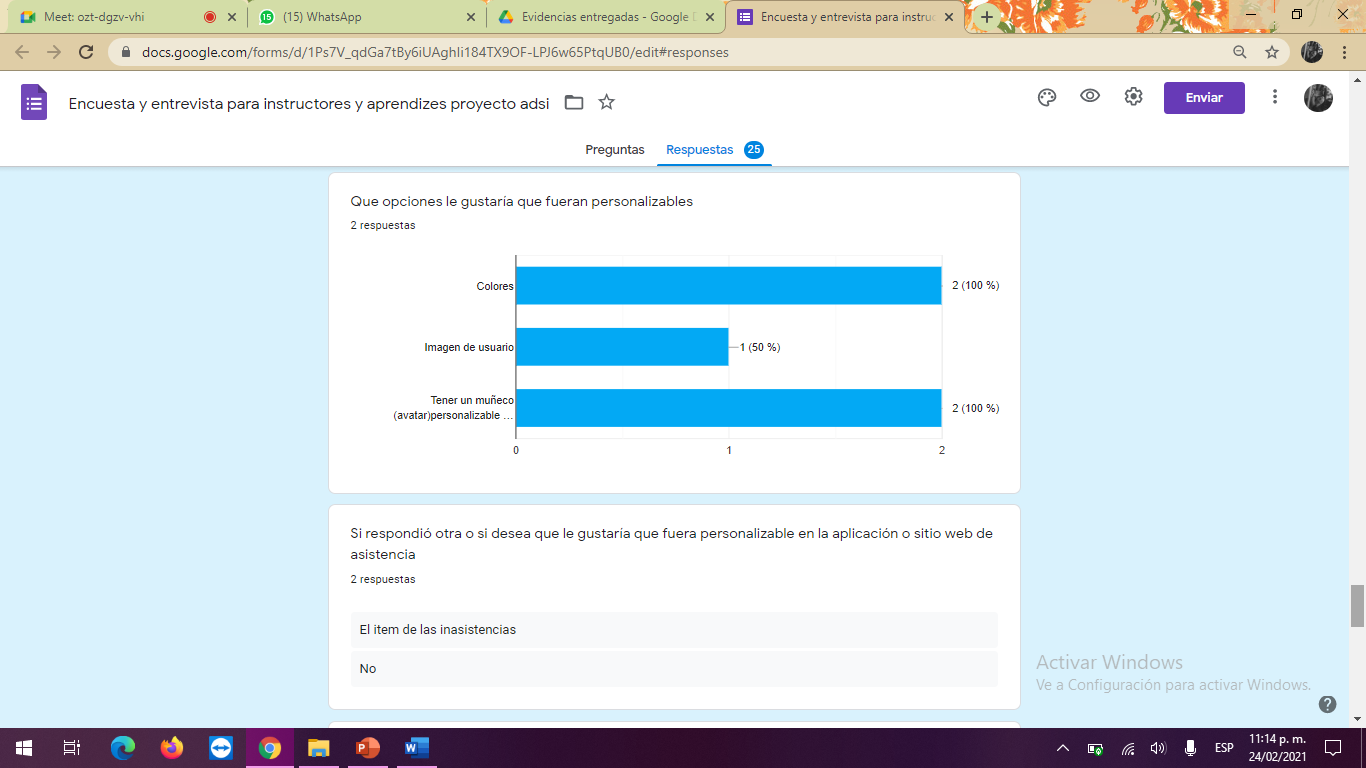 Meet: ozt-dgzv-vhi
(15) WhatsApp
Evidencias entregadas - Google
Encuesta y entrevista para instruc
docs.google.com/forms/d/1Ps7V_qdGa7tBy6iUAghIi184TX9OF-LPJ6w65PtqUB0/edit#responses
Encuesta y entrevista para instructores y aprendizes proyecto adsi
Enviar
Preguntas
Respuestas 25
Que opciones le gustaría que fueran personalizables
2 respuestas
Colores
2 (100 %)
Imagen de usuario
1 (50 %)
Tener un muñeco
(avatar)personalizable ...
2 (100 %)
0 1 2
Si respondió otra o si desea que le gustaría que fuera personalizable en la aplicación o sitio web de
asistencia
2 respuestas
El item de las inasistencias
No
Activar Windows
Ve a Configuración para activar Windows.
ESP
11:14 p. m.
24/02/2021